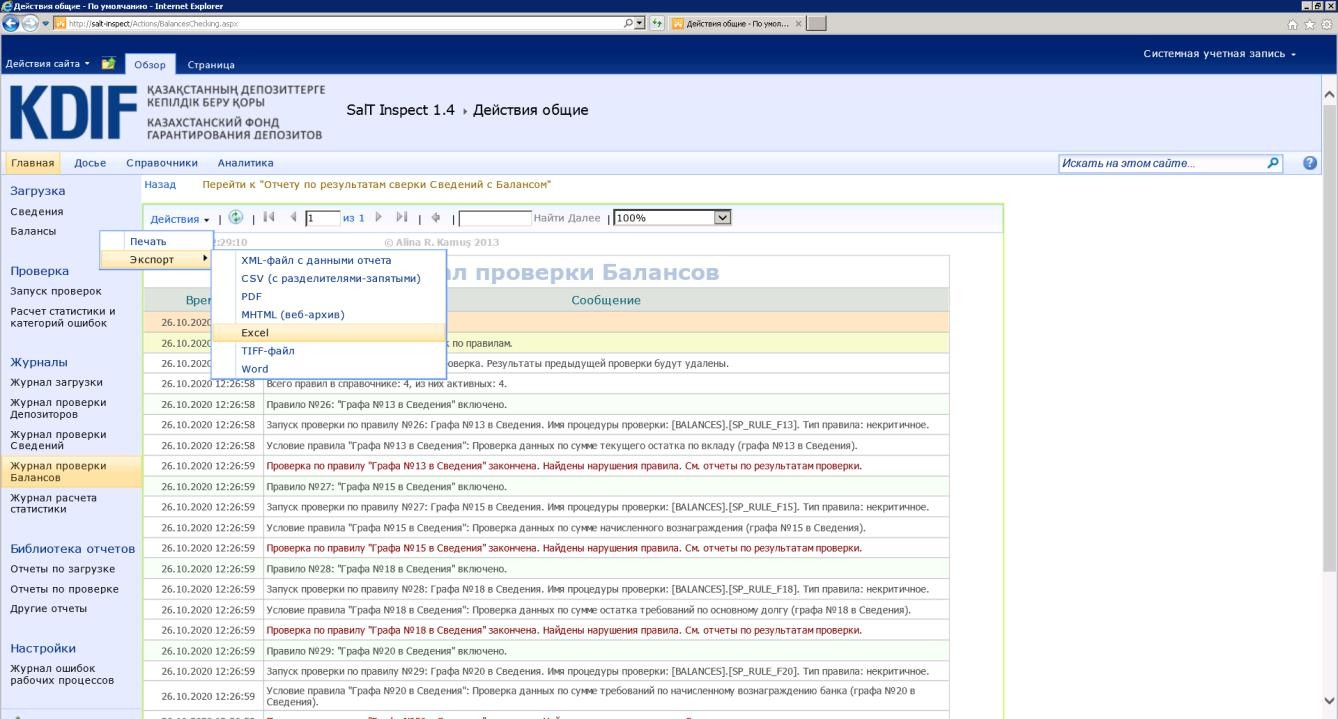 Действия общие - По умолчанию - Internet Explorer
http://salt-inspect/Actions/BalancesChecking.aspx
Действия общие - По умол...
Действия сайта
Обзор
Страница
Системная учетная запись
KDIF
ҚАЗАҚСТАННЫҢ ДЕПОЗИТТЕРГЕ
КЕПІЛДІК БЕРУ ҚОРЫ
КАЗАХСТАНСКИЙ ФОНД
ГАРАНТИРОВАНИЯ ДЕПОЗИТОВ
SalT Inspect 1.4 Действия общие
Главная Досье Справочники Аналитика
Искать на этом сайте...
Загрузка
Сведения
Балансы
Проверка
Запуск проверок
Расчет статистики и
категорий ошибок
Журналы
Журнал загрузки
Журнал проверки
Депозиторов
Журнал проверки
Сведений
Журнал проверки
Балансов
Журнал расчета
статистики
Библиотека отчетов
Отчеты по загрузке
Отчеты по проверке
Другие отчеты
Настройки
Журнал ошибок
рабочих процессов
Назад Перейти к "Отчету по результатам сверки Сведений с Балансом"
Действия | | 1 из 1 | | Найти Далее | 100%
Печать
Экспорт
XML-файл с данными отчета
CSV (с разделителями-запятыми)
PDF
MHTML (веб-архив)
Excel
TIFF-файл
Word
:29:10 © Alina R. Kamuş 2013
л проверки Балансов
Врем Сообщение
26.10.2020
26.10.2020 по правилам.
26.10.2020 оверка. Результаты предыдущей проверки будут удалены.
26.10.2020 12:26:58 Всего правил в справочнике: 4, из них активных: 4.
26.10.2020 12:26:58 Правило №26: "Графа №13 в Сведения" включено.
26.10.2020 12:26:58 Запуск проверки по правилу №26: Графа №13 в Сведения. Имя процедуры проверки: [BALANCES].[SP_RULE_F13]. Тип правила: некритичное.
26.10.2020 12:26:58 Условие правила "Графа №13 в Сведения": Проверка данных по сумме текущего остатка по вкладу (графа №13 в Сведения).
26.10.2020 12:26:59 Проверка по правилу "Графа №13 в Сведения" закончена. Найдены нарушения правила. См. отчеты по результатам проверки.
26.10.2020 12:26:59 Правило №27: "Графа №15 в Сведения" включено.
26.10.2020 12:26:59 Запуск проверки по правилу №27: Графа №15 в Сведения. Имя процедуры проверки: [BALANCES].[SP_RULE_F15]. Тип правила: некритичное.
26.10.2020 12:26:59 Условие правила "Графа №15 в Сведения": Проверка данных по сумме начисленного вознаграждения (графа №15 в Сведения).
26.10.2020 12:26:59 Проверка по правилу "Графа №15 в Сведения" закончена. Найдены нарушения правила. См. отчеты по результатам проверки.
26.10.2020 12:26:59 Правило №28: "Графа №18 в Сведения" включено.
26.10.2020 12:26:59 Запуск проверки по правилу №28: Графа №18 в Сведения. Имя процедуры проверки: [BALANCES].[SP_RULE_F18]. Тип правила: некритичное.
26.10.2020 12:26:59 Условие правила "Графа №18 в Сведения": Проверка данных по сумме остатка требований по основному долгу (графа №18 в Сведения).
26.10.2020 12:26:59 Проверка по правилу "Графа №18 в Сведения" закончена. Найдены нарушения правила. См. отчеты по результатам проверки.
26.10.2020 12:26:59 Правило №29: "Графа №20 в Сведения" включено.
26.10.2020 12:26:59 Запуск проверки по правилу №29: Графа №20 в Сведения. Имя процедуры проверки: [BALANCES].[SP_RULE_F20]. Тип правила: некритичное.
26.10.2020 12:26:59 Условие правила "Графа №20 в Сведения": Проверка данных по сумме требований по начисленному вознаграждению банка (графа №20 в
Сведения).